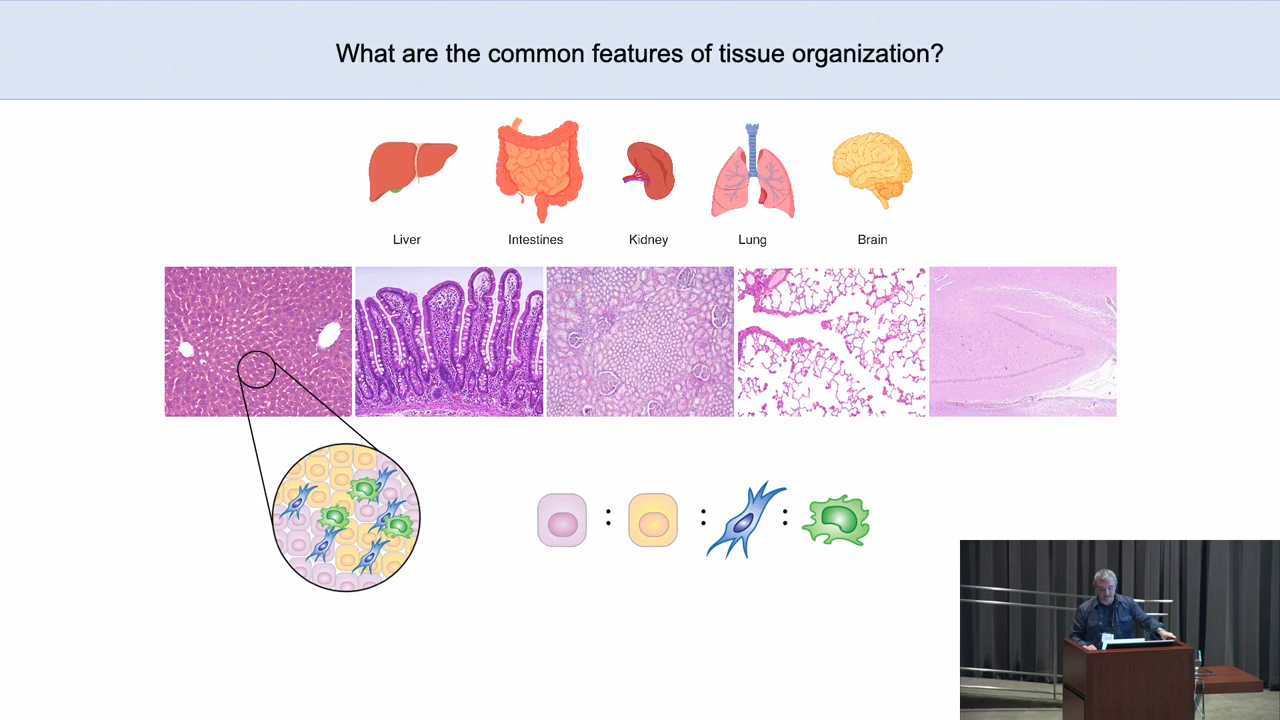 What are the common features of tissue organization?
Liver
Intestines
Kidney
Lung
Brain
: : :